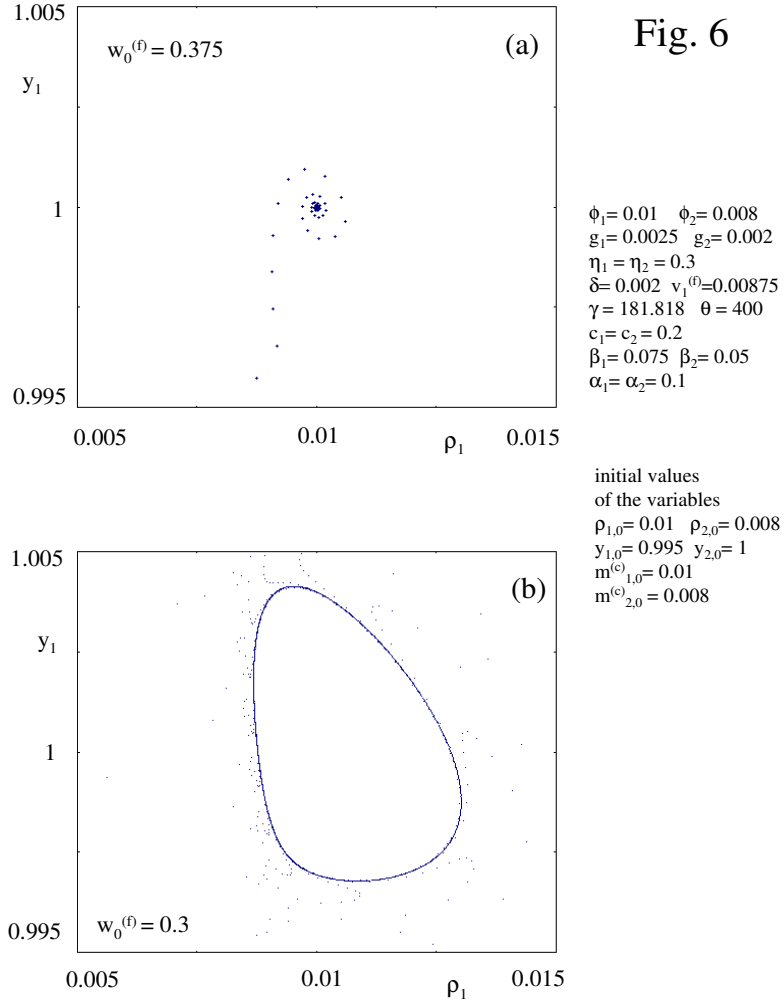 Fig. 6
1.005
w₀⁽ᶠ⁾ = 0.375
(a)
y₁
1
0.995
0.005
0.01
0.015
ρ₁
ϕ₁= 0.01 ϕ₂= 0.008
g₁= 0.0025 g₂= 0.002
η₁ = η₂ = 0.3
δ= 0.002 v₁⁽ᶠ⁾=0.00875
γ = 181.818 θ = 400
c₁= c₂ = 0.2
β₁= 0.075 β₂= 0.05
α₁= α₂= 0.1
initial values
of the variables
ρ₁,₀= 0.01 ρ₂,₀= 0.008
y₁,₀= 0.995 y₂,₀= 1
m⁽ᶜ⁾₁,₀= 0.01
m⁽ᶜ⁾₂,₀ = 0.008
1.005
(b)
y₁
1
w₀⁽ᶠ⁾ = 0.3
0.995
0.005
0.01
0.015
ρ₁